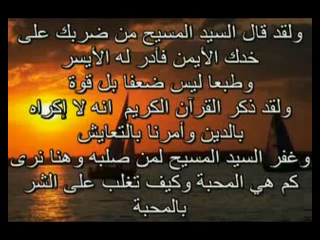 ولقد قال السيد المسيح من ضربك على
خدك الأيمن فأدر له الأيسر
وطبعا ليس ضعفا بل قوة
ولقد ذكر القرآن الكريم انه لا إكراه
بالدين وأمرنا بالتعايش
وغفر السيد المسيح لمن صلبه وهنا نرى
كم هي المحبة وكيف تغلب على الشر
بالمحبة